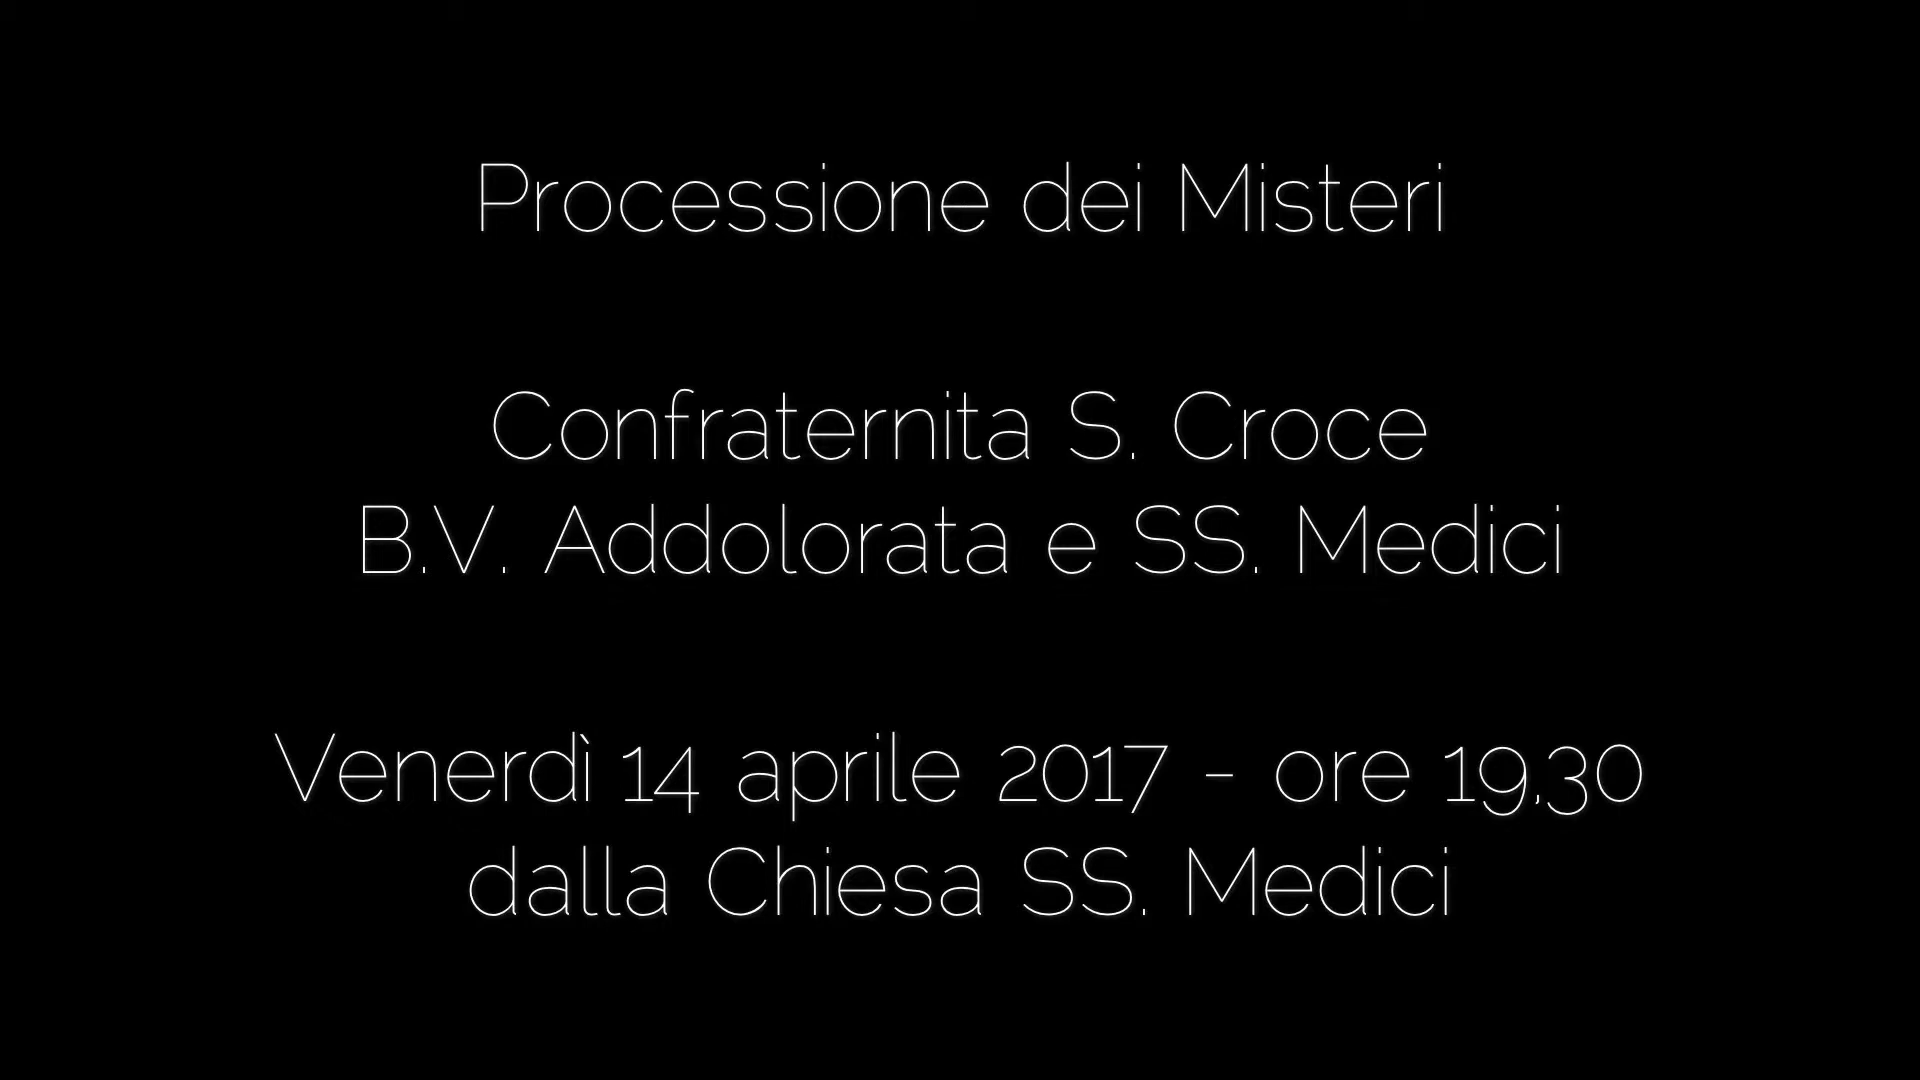 Processione dei Misteri
Confraternita S. Croce
B.V. Addolorata e SS. Medici
Venerdì 14 aprile 2017 - ore 19,30
dalla Chiesa SS. Medici